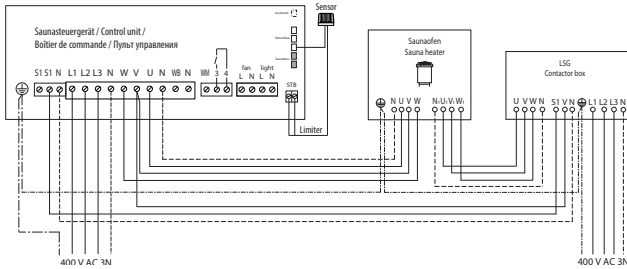 Sensor
Saunasteuergerät / Control unit /
Boîtier de commande / Пульт управления
Saunaofen
Sauna heater
LSG
Contactor box
fan light
S1 S1 N L1 L2 L3 N W V U N WB N WM 3 4 L N L N
STB
Limiter
N U V W N₁ U₁ V₁ W₁
U V W N S1 V N L1 L2 L3 N
400 V AC 3N
400 V AC 3N